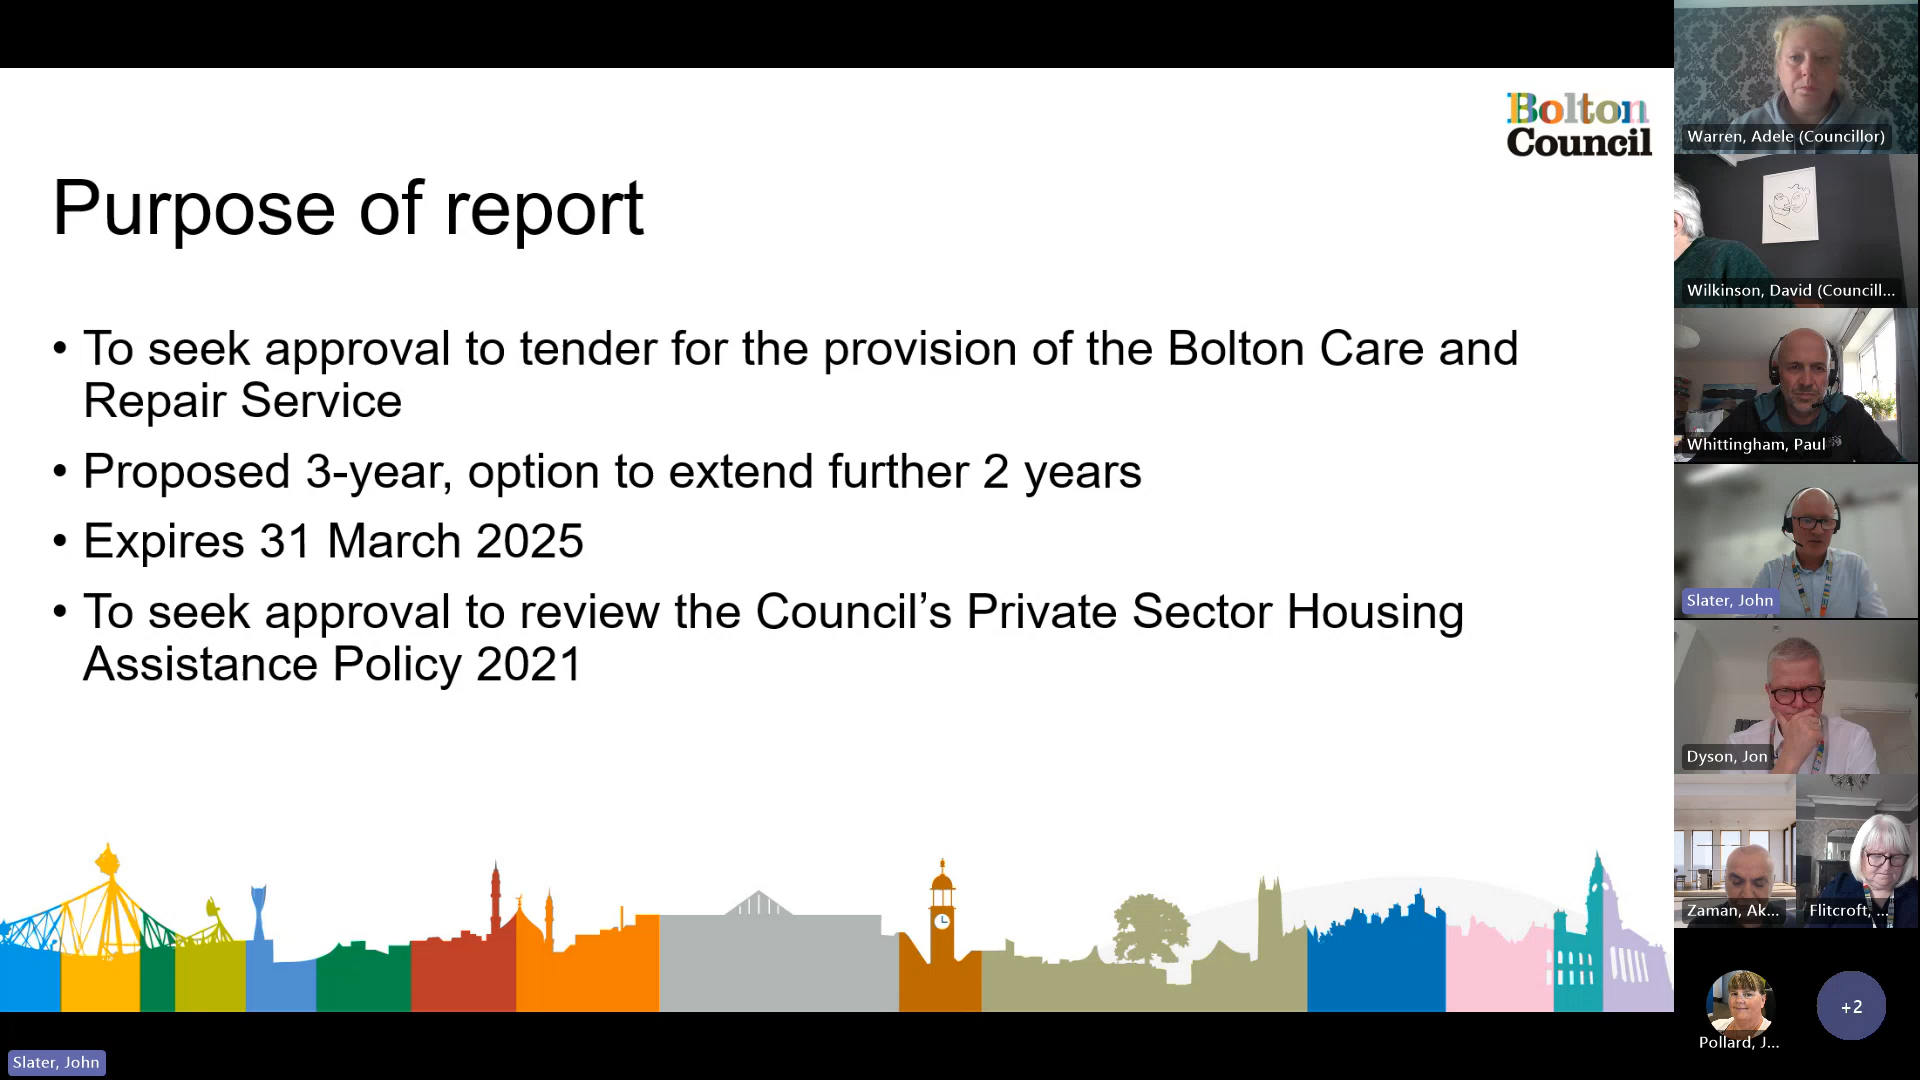 Bolton
Council
Purpose of report
• To seek approval to tender for the provision of the Bolton Care and
Repair Service
• Proposed 3-year, option to extend further 2 years
• Expires 31 March 2025
• To seek approval to review the Council’s Private Sector Housing
Assistance Policy 2021
Slater, John
Warren, Adele (Councillor)
Wilkinson, David (Councill...
Whittingham, Paul
Slater, John
Dyson, Jon
Zaman, Ak...
Flitcroft, ...
Pollard, J...
+2